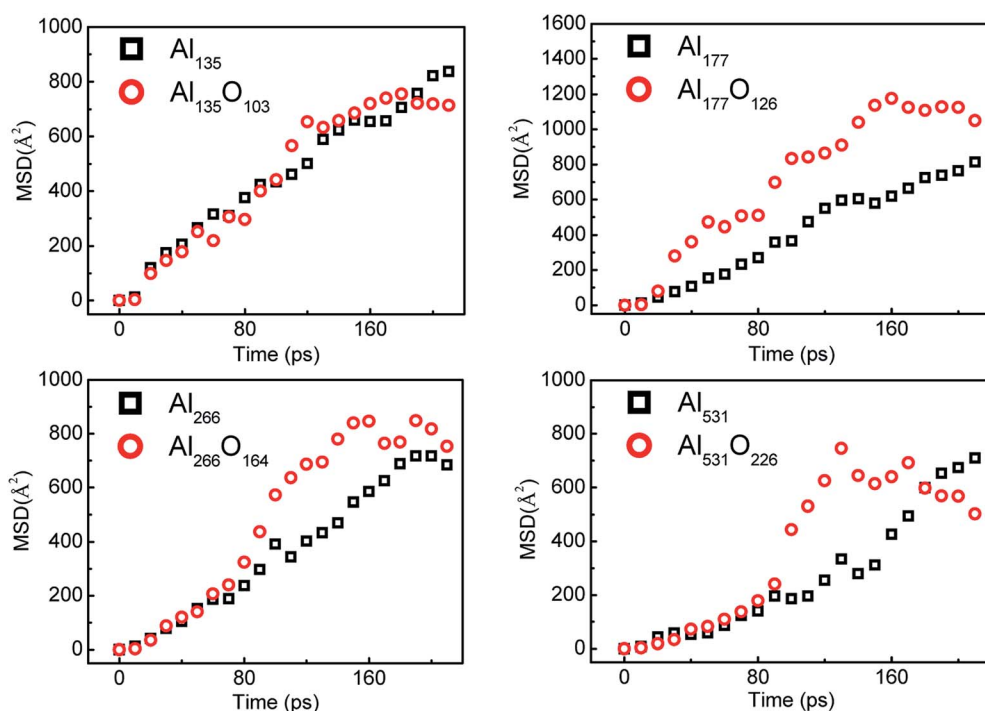 1000
800
600
400
200
0
MSD(Å²)
Al₁₃₅
Al₁₃₅O₁₀₃
0 80 160
Time (ps)
1600
1400
1200
1000
800
600
400
200
0
MSD(Å²)
Al₁₇₇
Al₁₇₇O₁₂₆
0 80 160
Time (ps)
1000
800
600
400
200
0
MSD(Å²)
Al₂₆₆
Al₂₆₆O₁₆₄
0 80 160
Time (ps)
1000
800
600
400
200
0
MSD(Å²)
Al₅₃₁
Al₅₃₁O₂₂₆
0 80 160
Time (ps)